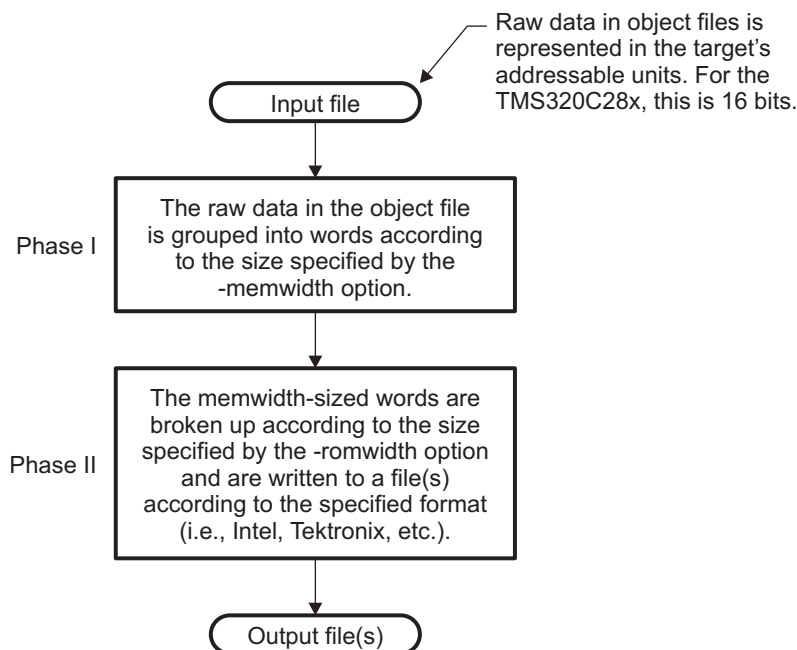 Raw data in object files is
represented in the target's
addressable units. For the
TMS320C28x, this is 16 bits.
Input file
Phase I
The raw data in the object file
is grouped into words according
to the size specified by the
-memwidth option.
Phase II
The memwidth-sized words are
broken up according to the size
specified by the -romwidth option
and are written to a file(s)
according to the specified format
(i.e., Intel, Tektronix, etc.).
Output file(s)